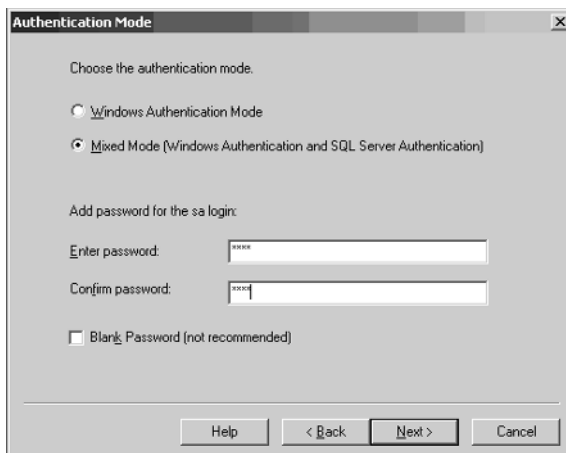 Authentication Mode
Choose the authentication mode.
Windows Authentication Mode
Mixed Mode (Windows Authentication and SQL Server Authentication)
Add password for the sa login:
Enter password: ****
Confirm password: ****
Blank Password (not recommended)
Help < Back Next > Cancel